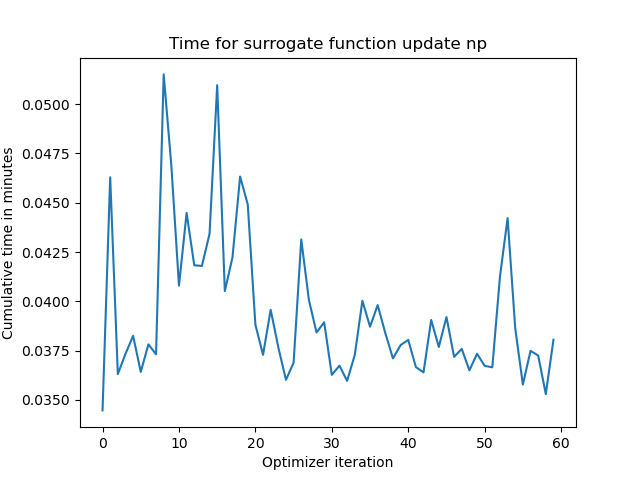 Time for surrogate function update np
Cumulative time in minutes
0.0500
0.0475
0.0450
0.0425
0.0400
0.0375
0.0350
0 10 20 30 40 50 60
Optimizer iteration